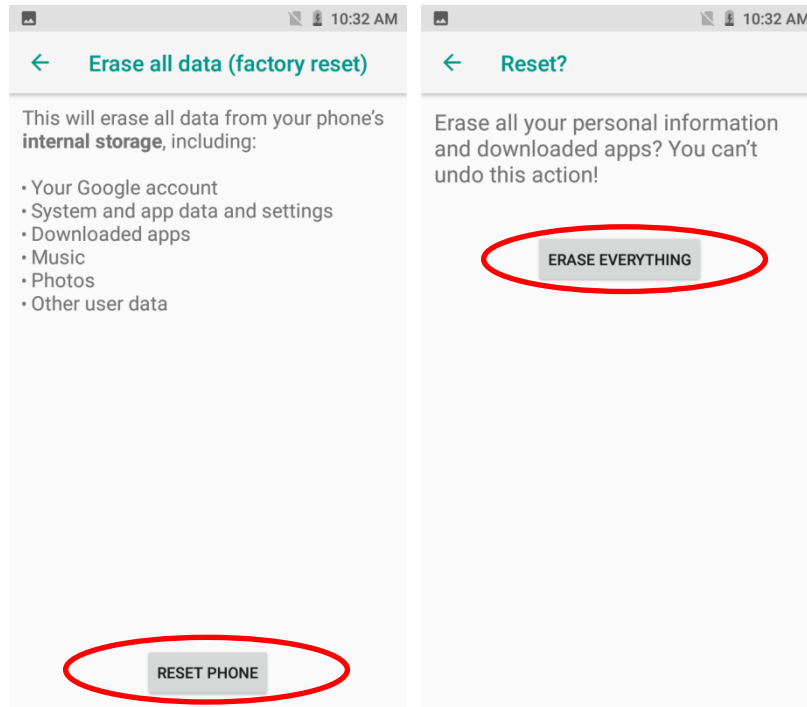 10:32 AM
Erase all data (factory reset)
This will erase all data from your phone's
internal storage, including:
• Your Google account
• System and app data and settings
• Downloaded apps
• Music
• Photos
• Other user data
RESET PHONE
10:32 AM
Reset?
Erase all your personal information
and downloaded apps? You can't
undo this action!
ERASE EVERYTHING